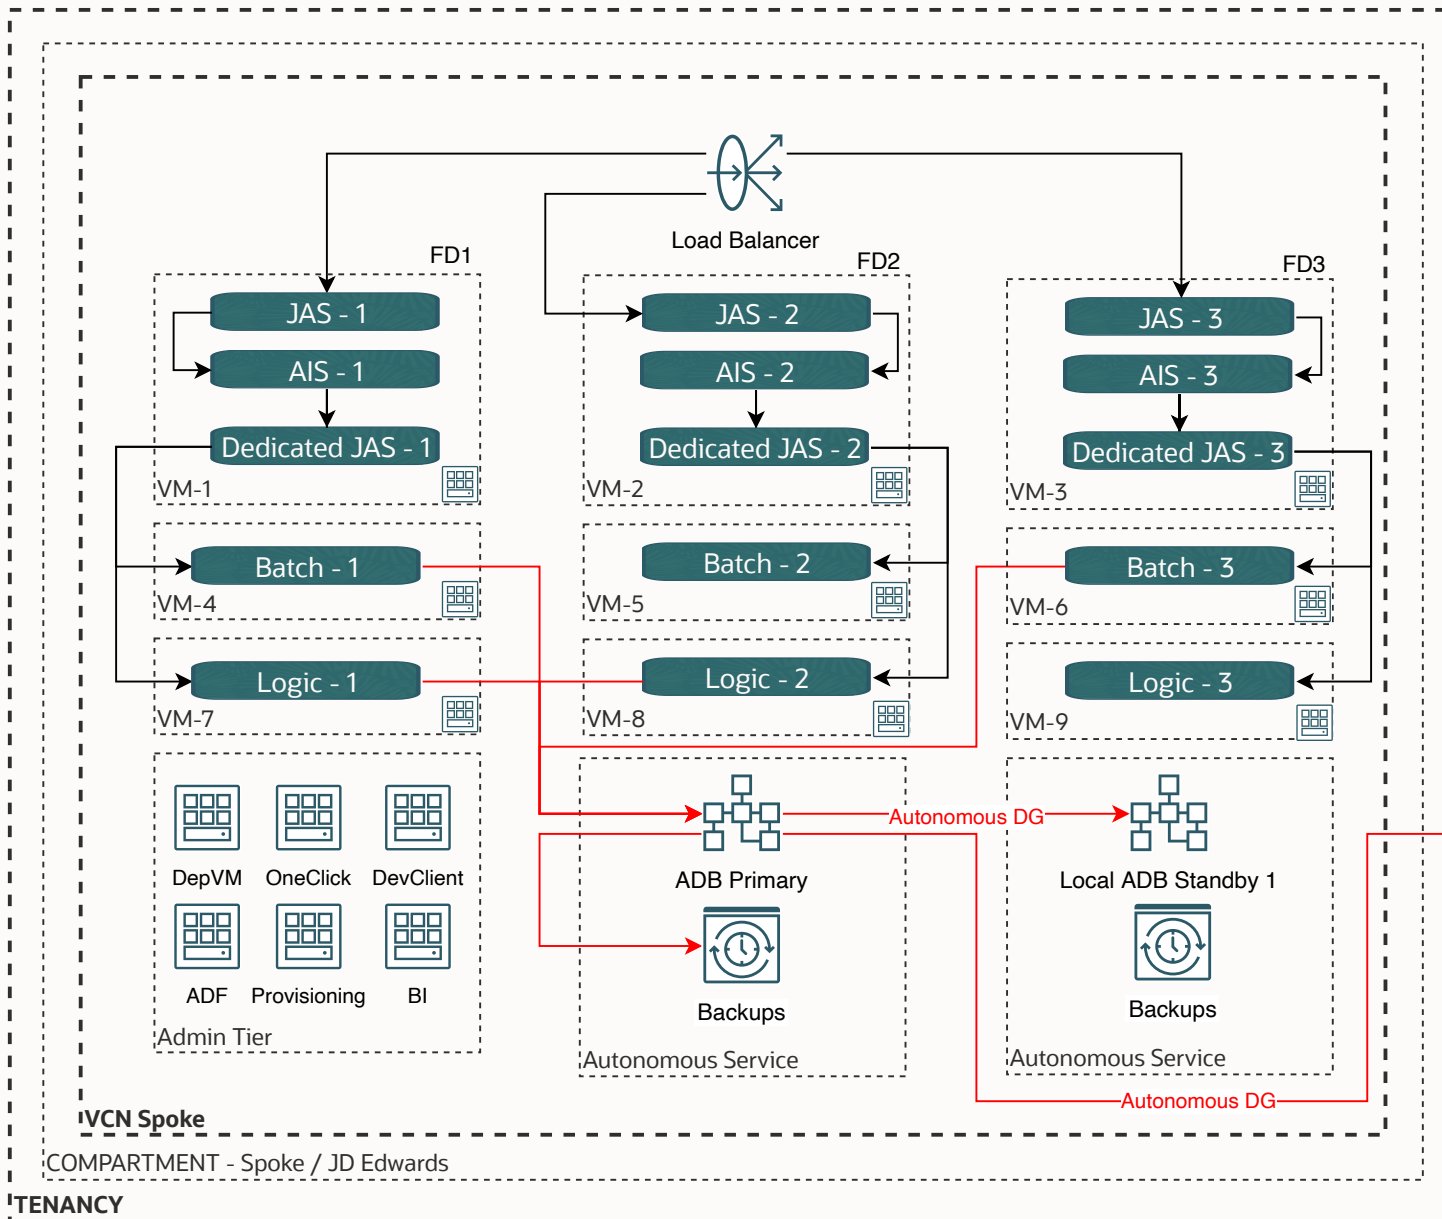 Load Balancer
FD1
FD2
FD3
JAS - 1
JAS - 2
JAS - 3
AIS - 1
AIS - 2
AIS - 3
Dedicated JAS - 1
Dedicated JAS - 2
Dedicated JAS - 3
VM-1
VM-2
VM-3
Batch - 1
Batch - 2
Batch - 3
VM-4
VM-5
VM-6
Logic - 1
Logic - 2
Logic - 3
VM-7
VM-8
VM-9
DepVM
OneClick
DevClient
ADF
Provisioning
BI
Admin Tier
Autonomous DG
ADB Primary
Backups
Autonomous Service
Local ADB Standby 1
Backups
Autonomous Service
Autonomous DG
VCN Spoke
COMPARTMENT - Spoke / JD Edwards
TENANCY